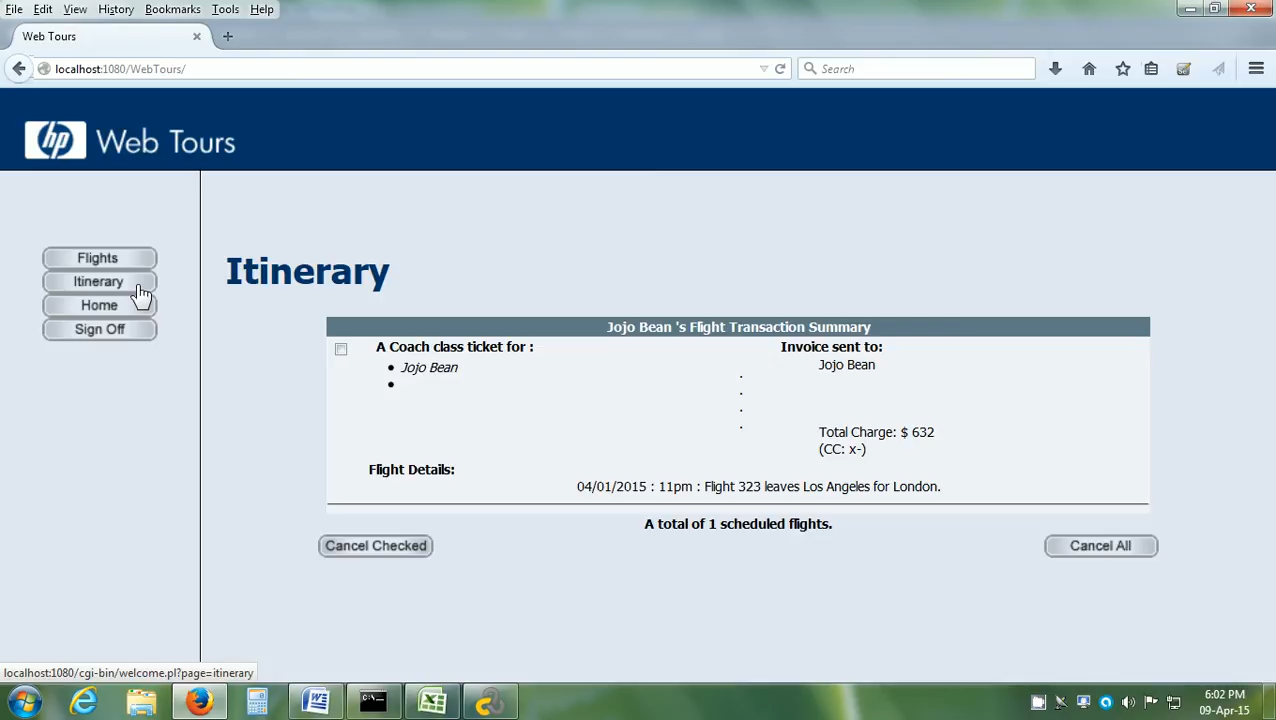 File Edit View History Bookmarks Tools Help
Web Tours
localhost:1080/WebTours/
Search
hp Web Tours
Flights
Itinerary
Home
Sign Off
Itinerary
Jojo Bean 's Flight Transaction Summary
A Coach class ticket for : Invoice sent to:
• Jojo Bean Jojo Bean
•
.
.
.
. Total Charge: $ 632
(CC: x-)
Flight Details:
04/01/2015 : 11pm : Flight 323 leaves Los Angeles for London.
A total of 1 scheduled flights.
Cancel Checked Cancel All
localhost:1080/cgi-bin/welcome.pl?page=itinerary
6:02 PM
09-Apr-15